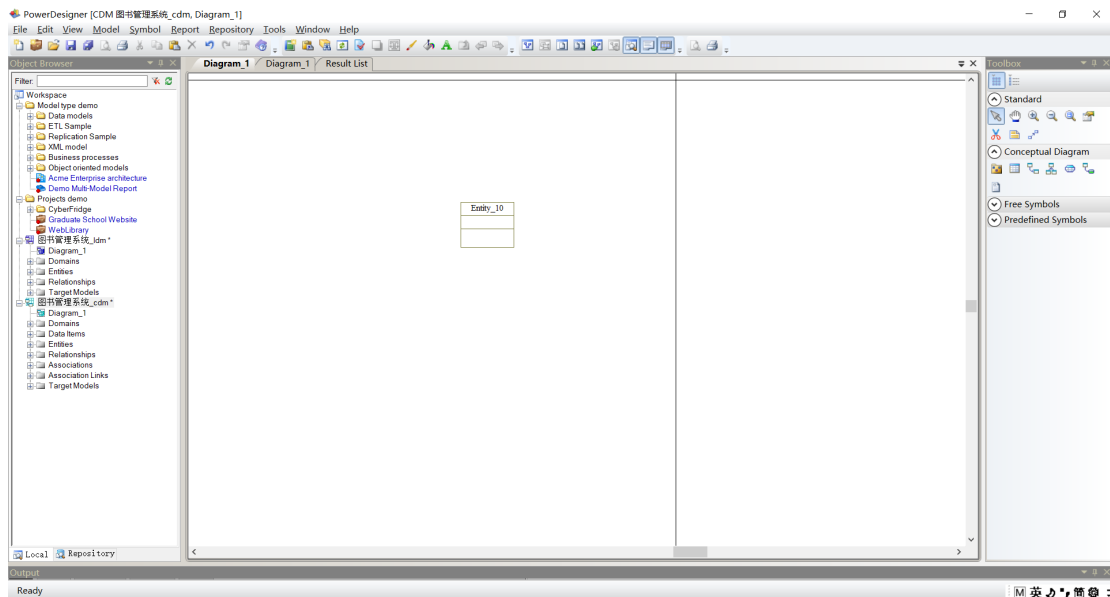 PowerDesigner [CDM 图书管理系统_cdm, Diagram_1]
File Edit View Model Symbol Report Repository Tools Window Help
Object Browser
Filter:
Workspace
Model type demo
Data models
ETL Sample
Replication Sample
XML model
Business processes
Object oriented models
Acme Enterprise architecture
Demo Multi-Model Report
Projects demo
CyberFridge
Graduate School Website
WebLibrary
图书管理系统_ldm *
Diagram_1
Domains
Entities
Relationships
Target Models
图书管理系统_cdm *
Diagram_1
Domains
Data Items
Entities
Relationships
Associations
Association Links
Target Models
Local Repository
Diagram_1 Diagram_1 Result List
Entity_10
Toolbox
Standard
Conceptual Diagram
Free Symbols
Predefined Symbols
Output
Ready
M 英 简